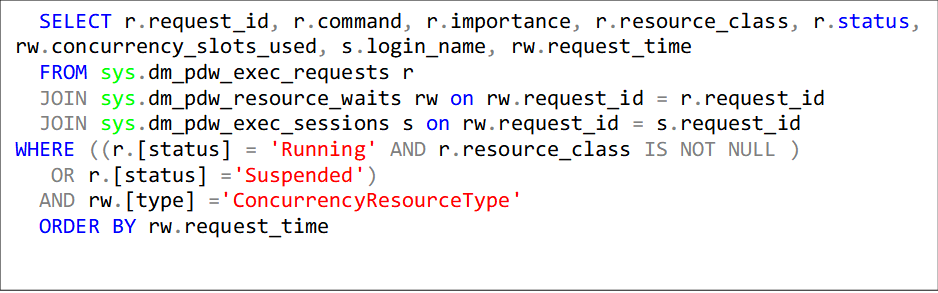 SELECT r.request_id, r.command, r.importance, r.resource_class, r.status,
rw.concurrency_slots_used, s.login_name, rw.request_time
FROM sys.dm_pdw_exec_requests r
JOIN sys.dm_pdw_resource_waits rw on rw.request_id = r.request_id
JOIN sys.dm_pdw_exec_sessions s on rw.request_id = s.request_id
WHERE ((r.[status] = 'Running' AND r.resource_class IS NOT NULL )
OR r.[status] ='Suspended')
AND rw.[type] ='ConcurrencyResourceType'
ORDER BY rw.request_time